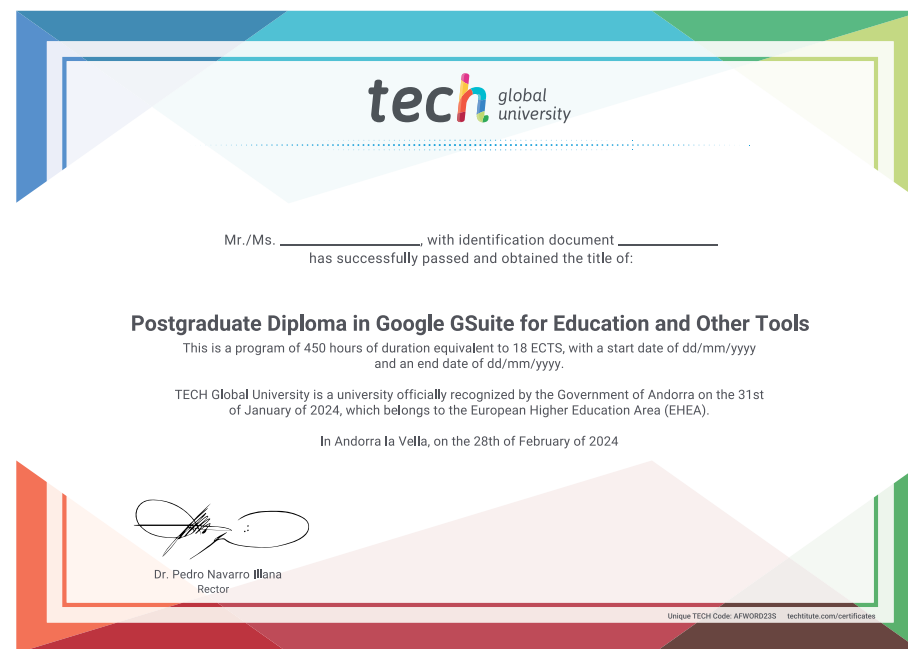 tech global university
Mr./Ms. ____________________, with identification document ______________
has successfully passed and obtained the title of:
Postgraduate Diploma in Google GSuite for Education and Other Tools
This is a program of 450 hours of duration equivalent to 18 ECTS, with a start date of dd/mm/yyyy
and an end date of dd/mm/yyyy.
TECH Global University is a university officially recognized by the Government of Andorra on the 31st
of January of 2024, which belongs to the European Higher Education Area (EHEA).
In Andorra la Vella, on the 28th of February of 2024
Dr. Pedro Navarro Illana
Rector
Unique TECH Code: AFWORD23S techtitute.com/certificates